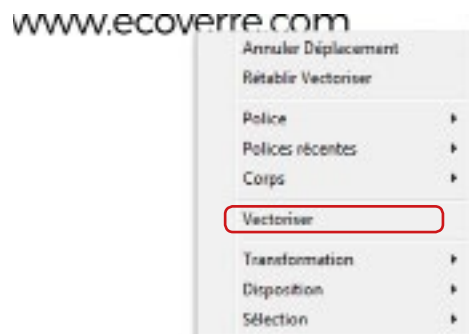 www.ecoverre.com
Annuler Déplacement
Rétablir Vectoriser
Police
Polices récentes
Corps
Vectoriser
Transformation
Disposition
Sélection